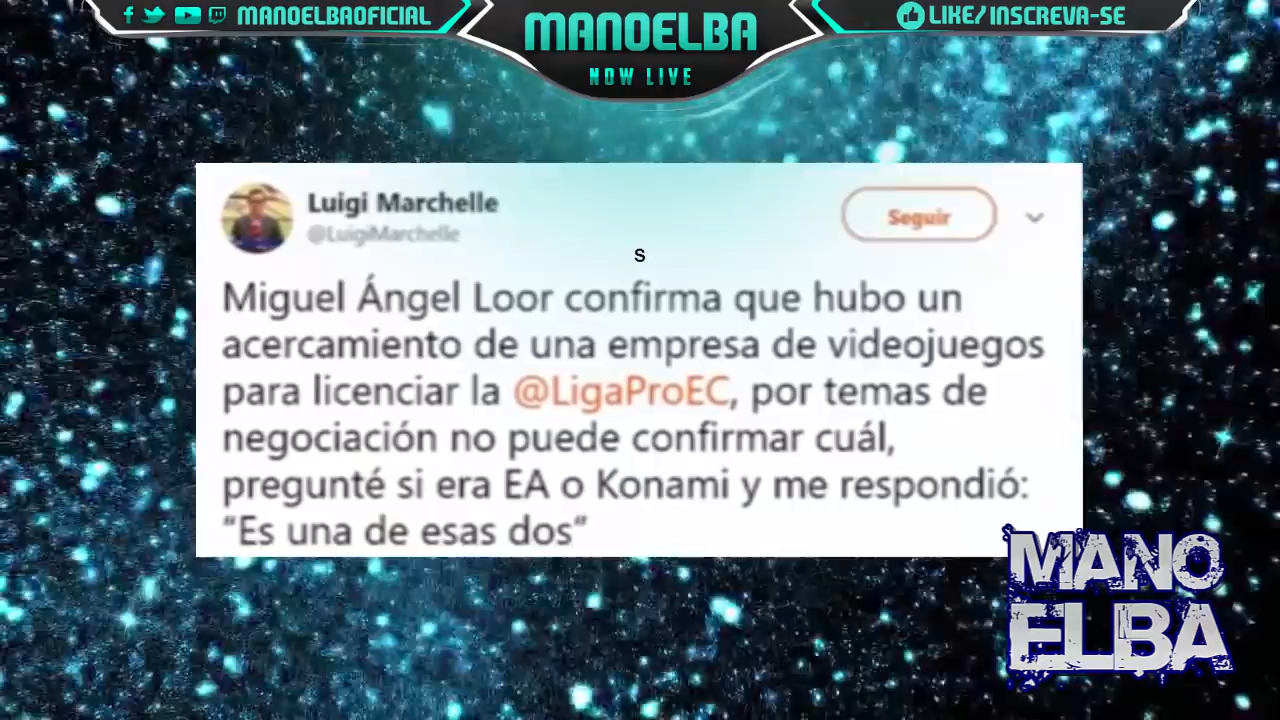 MANOELBAOFICIAL
MANOELBA
NOW LIVE
LIKE/INSCREVA-SE
Luigi Marchelle
@LuigiMarchelle
Seguir
s
Miguel Ángel Loor confirma que hubo un
acercamiento de una empresa de videojuegos
para licenciar la @LigaProEC, por temas de
negociación no puede confirmar cuál,
pregunté si era EA o Konami y me respondió:
“Es una de esas dos”
MANO
ELBA